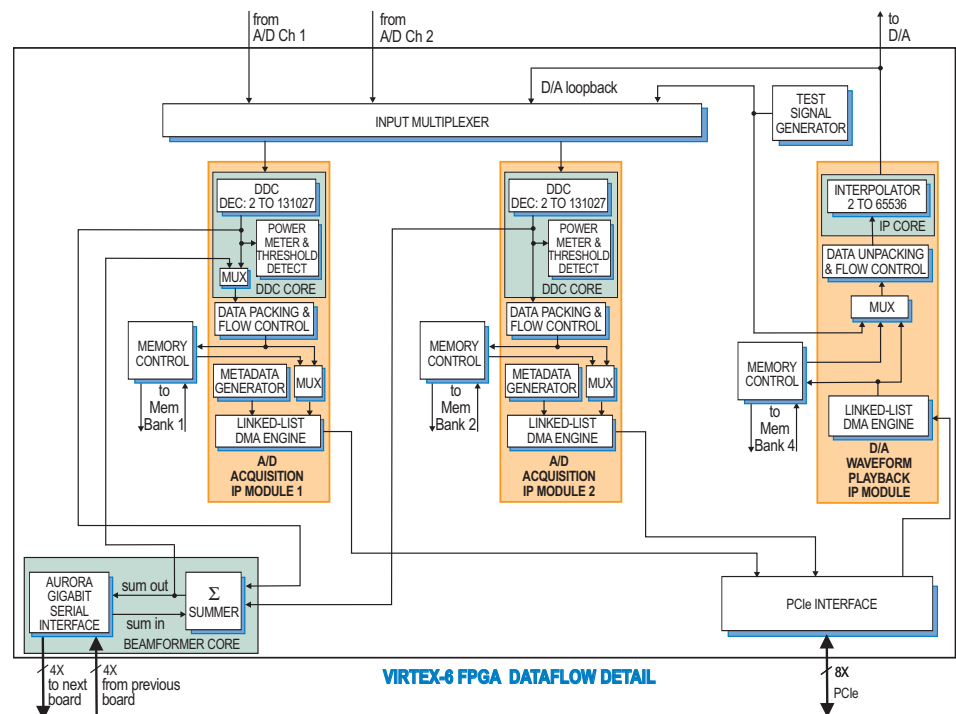 from
A/D Ch 1
from
A/D Ch 2
to
D/A
D/A loopback
TEST
SIGNAL
GENERATOR
INPUT MULTIPLEXER
DDC
DEC: 2 TO 131027
POWER
METER &
THRESHOLD
DETECT
MUX
DDC CORE
DATA PACKING &
FLOW CONTROL
MEMORY
CONTROL
METADATA
GENERATOR
MUX
to
Mem
Bank 1
LINKED-LIST
DMA ENGINE
A/D
ACQUISITION
IP MODULE 1
DDC
DEC: 2 TO 131027
POWER
METER &
THRESHOLD
DETECT
DDC CORE
DATA PACKING &
FLOW CONTROL
MEMORY
CONTROL
METADATA
GENERATOR
MUX
to
Mem
Bank 2
LINKED-LIST
DMA ENGINE
A/D
ACQUISITION
IP MODULE 2
INTERPOLATOR
2 TO 65536
IP CORE
DATA UNPACKING
& FLOW CONTROL
MUX
MEMORY
CONTROL
to
Mem
Bank 4
LINKED-LIST
DMA ENGINE
D/A
WAVEFORM
PLAYBACK
IP MODULE
AURORA
GIGABIT
SERIAL
INTERFACE
sum out
sum in
Σ
SUMMER
BEAMFORMER CORE
PCIe INTERFACE
4X
to next
board
4X
from previous
board
VIRTEX-6 FPGA DATAFLOW DETAIL
8X
PCIe